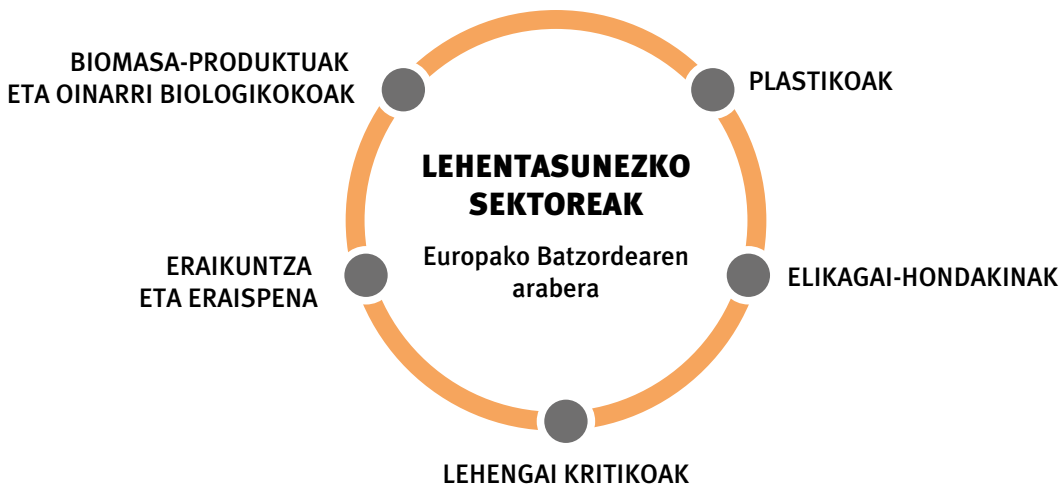 BIOMASA-PRODUKTUAK
ETA OINARRI BIOLOGIKOKOAK
PLASTIKOAK
LEHENTASUNEZKO
SEKTOREAK
Europako Batzordearen
arabera
ERAIKUNTZA
ETA ERAISPENA
ELIKAGAI-HONDAKINAK
LEHENGAI KRITIKOAK